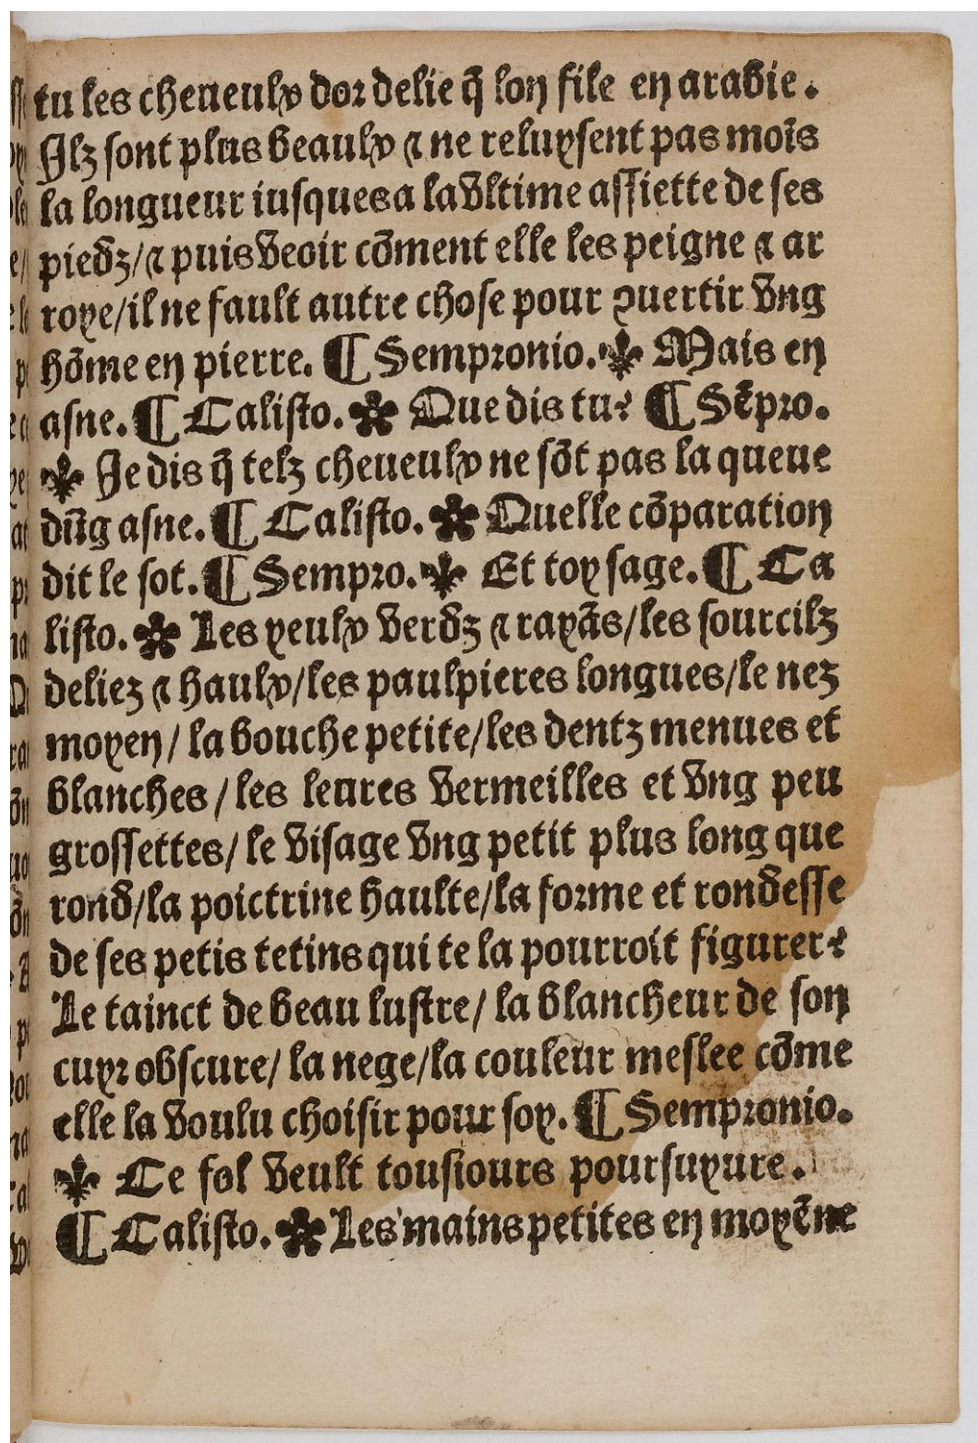 tu les cheueulx dor delie q̃ lon file en arabie.
Ilz sont plus beaulx ⁊ ne reluysent pas moĩs
la longueur iusques a la vltime assiette de ses
piedz/⁊ puis veoir cõment elle les peigne ⁊ ar
roye/il ne fault autre chose pour ꝯuertir vng
hõme en pierre. ¶ Sempronio. ⚜ Mais en
asne. ¶ Calisto. ✽ Que dis tu? ¶ Sẽpro.
⚜ Je dis q̃ telz cheueulx ne sõt pas la queue
dũg asne. ¶ Calisto. ✽ Quelle cõparation
dit le sot. ¶ Sempro. ⚜ Et toy sage. ¶ Ca
listo. ✽ Les yeulx verdz ⁊ rayãs/les sourcilz
deliez ⁊ haulx/les paulpieres longues/le nez
moyen/ la bouche petite/les dentz menues et
blanches/les leures vermeilles et vng peu
grossettes/ le visage vng petit plus long que
rond/la poictrine haulte/la forme et rondesse
de ses petis tetins qui te la pourroit figurer?
Le tainct de beau lustre/ la blancheur de son
cuyr obscure/ la nege/la couleur meslee cõme
elle la voulu choisir pour soy. ¶ Sempronio.
⚜ Ce fol veult tousiours poursuyure.
¶ Calisto. ✽ Les mains petites en moyẽne